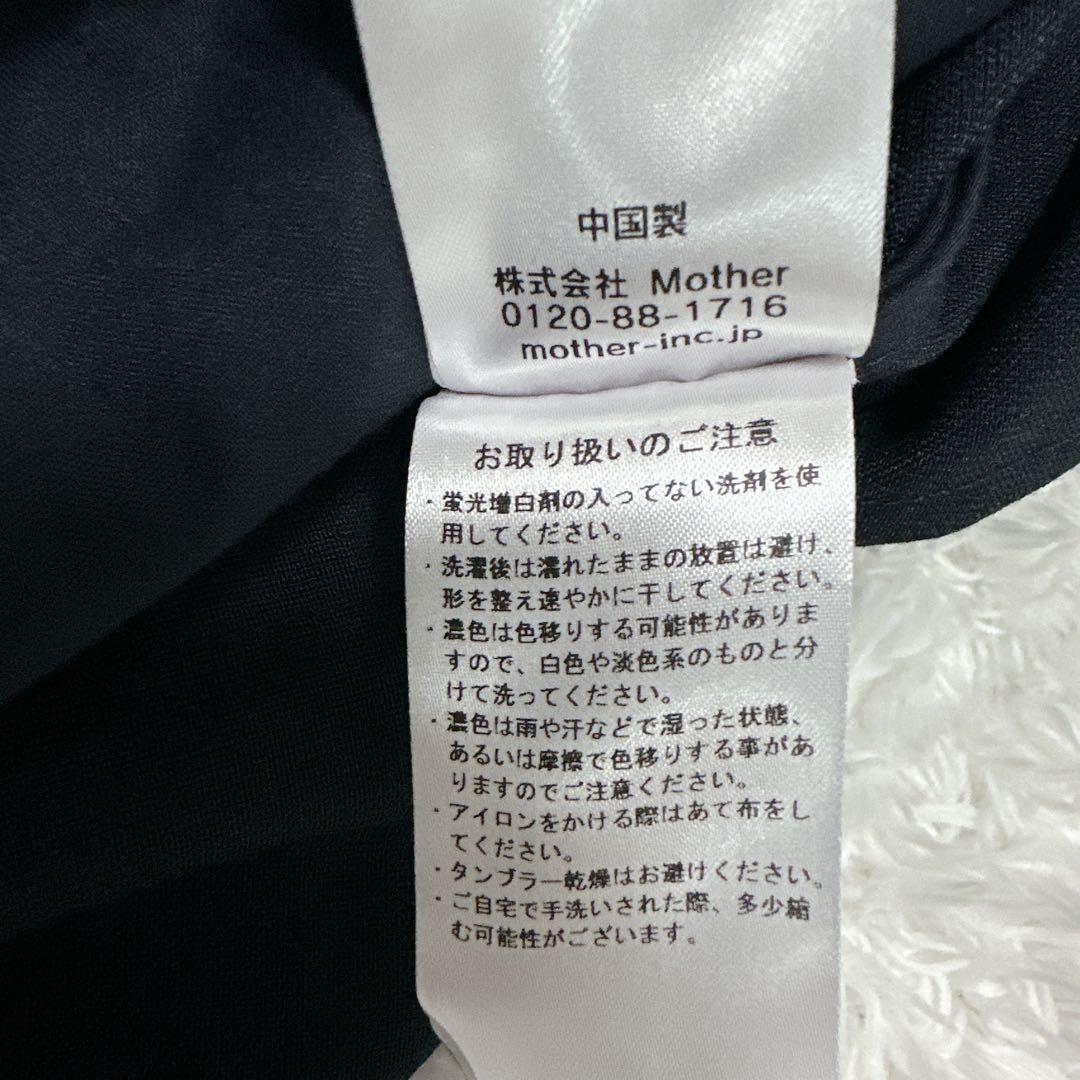 中国製
株式会社 Mother
0120-88-1716
mother-inc.jp
お取り扱いのご注意
・蛍光増白剤の入ってない洗剤を使
用してください。
・洗濯後は濡れたままの放置は避け、
形を整え速やかに干してください。
・濃色は色移りする可能性がありま
すので、白色や淡色系のものと分
けて洗ってください。
・濃色は雨や汗などで湿った状態、
あるいは摩擦で色移りする事があ
りますのでご注意ください。
・アイロンをかける際はあて布をし
てください。
・タンブラー乾燥はお避けください。
・ご自宅で手洗いされた際、多少縮
む可能性がございます。